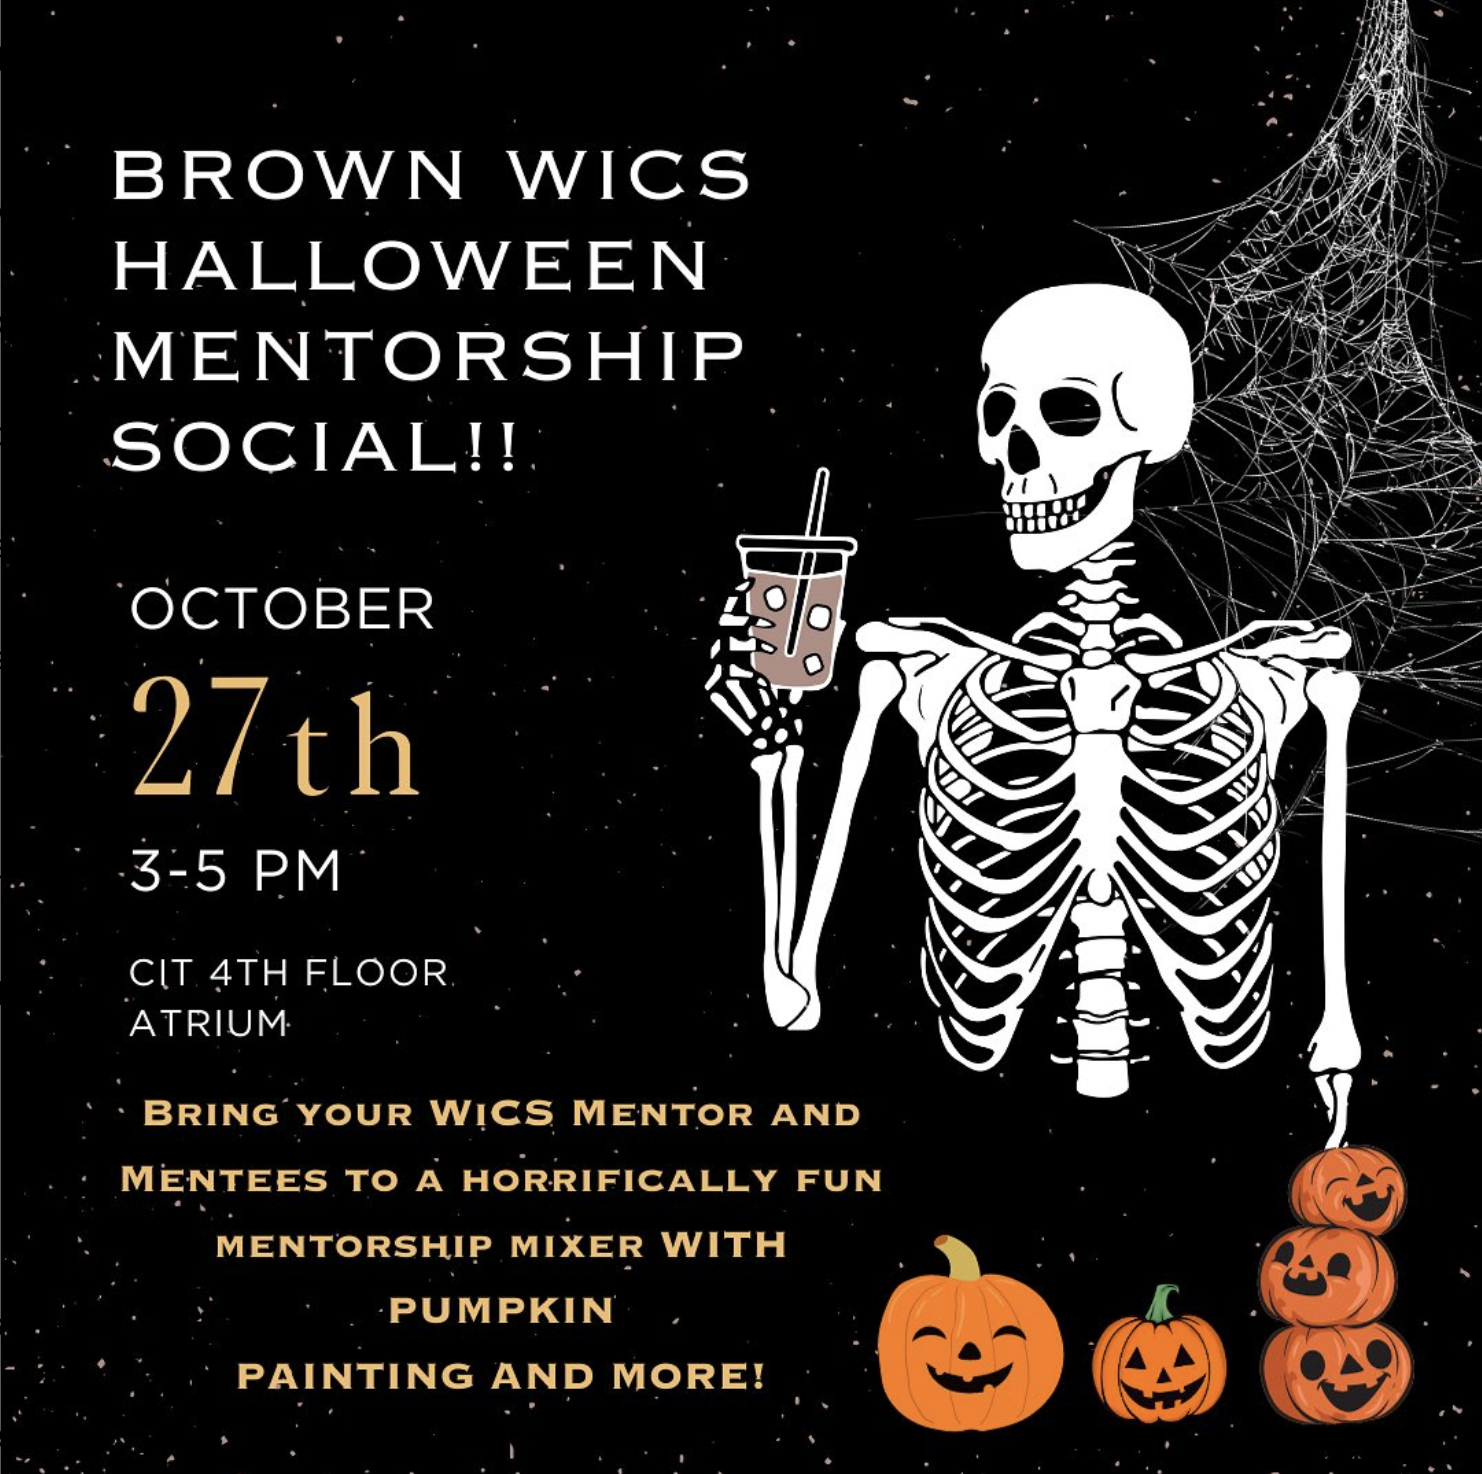 BROWN WICS
HALLOWEEN
MENTORSHIP
SOCIAL!!
OCTOBER
27th
3-5 PM
CIT 4TH FLOOR
ATRIUM
BRING YOUR WICS MENTOR AND
MENTEES TO A HORRIFICALLY FUN
MENTORSHIP MIXER WITH
PUMPKIN
PAINTING AND MORE!